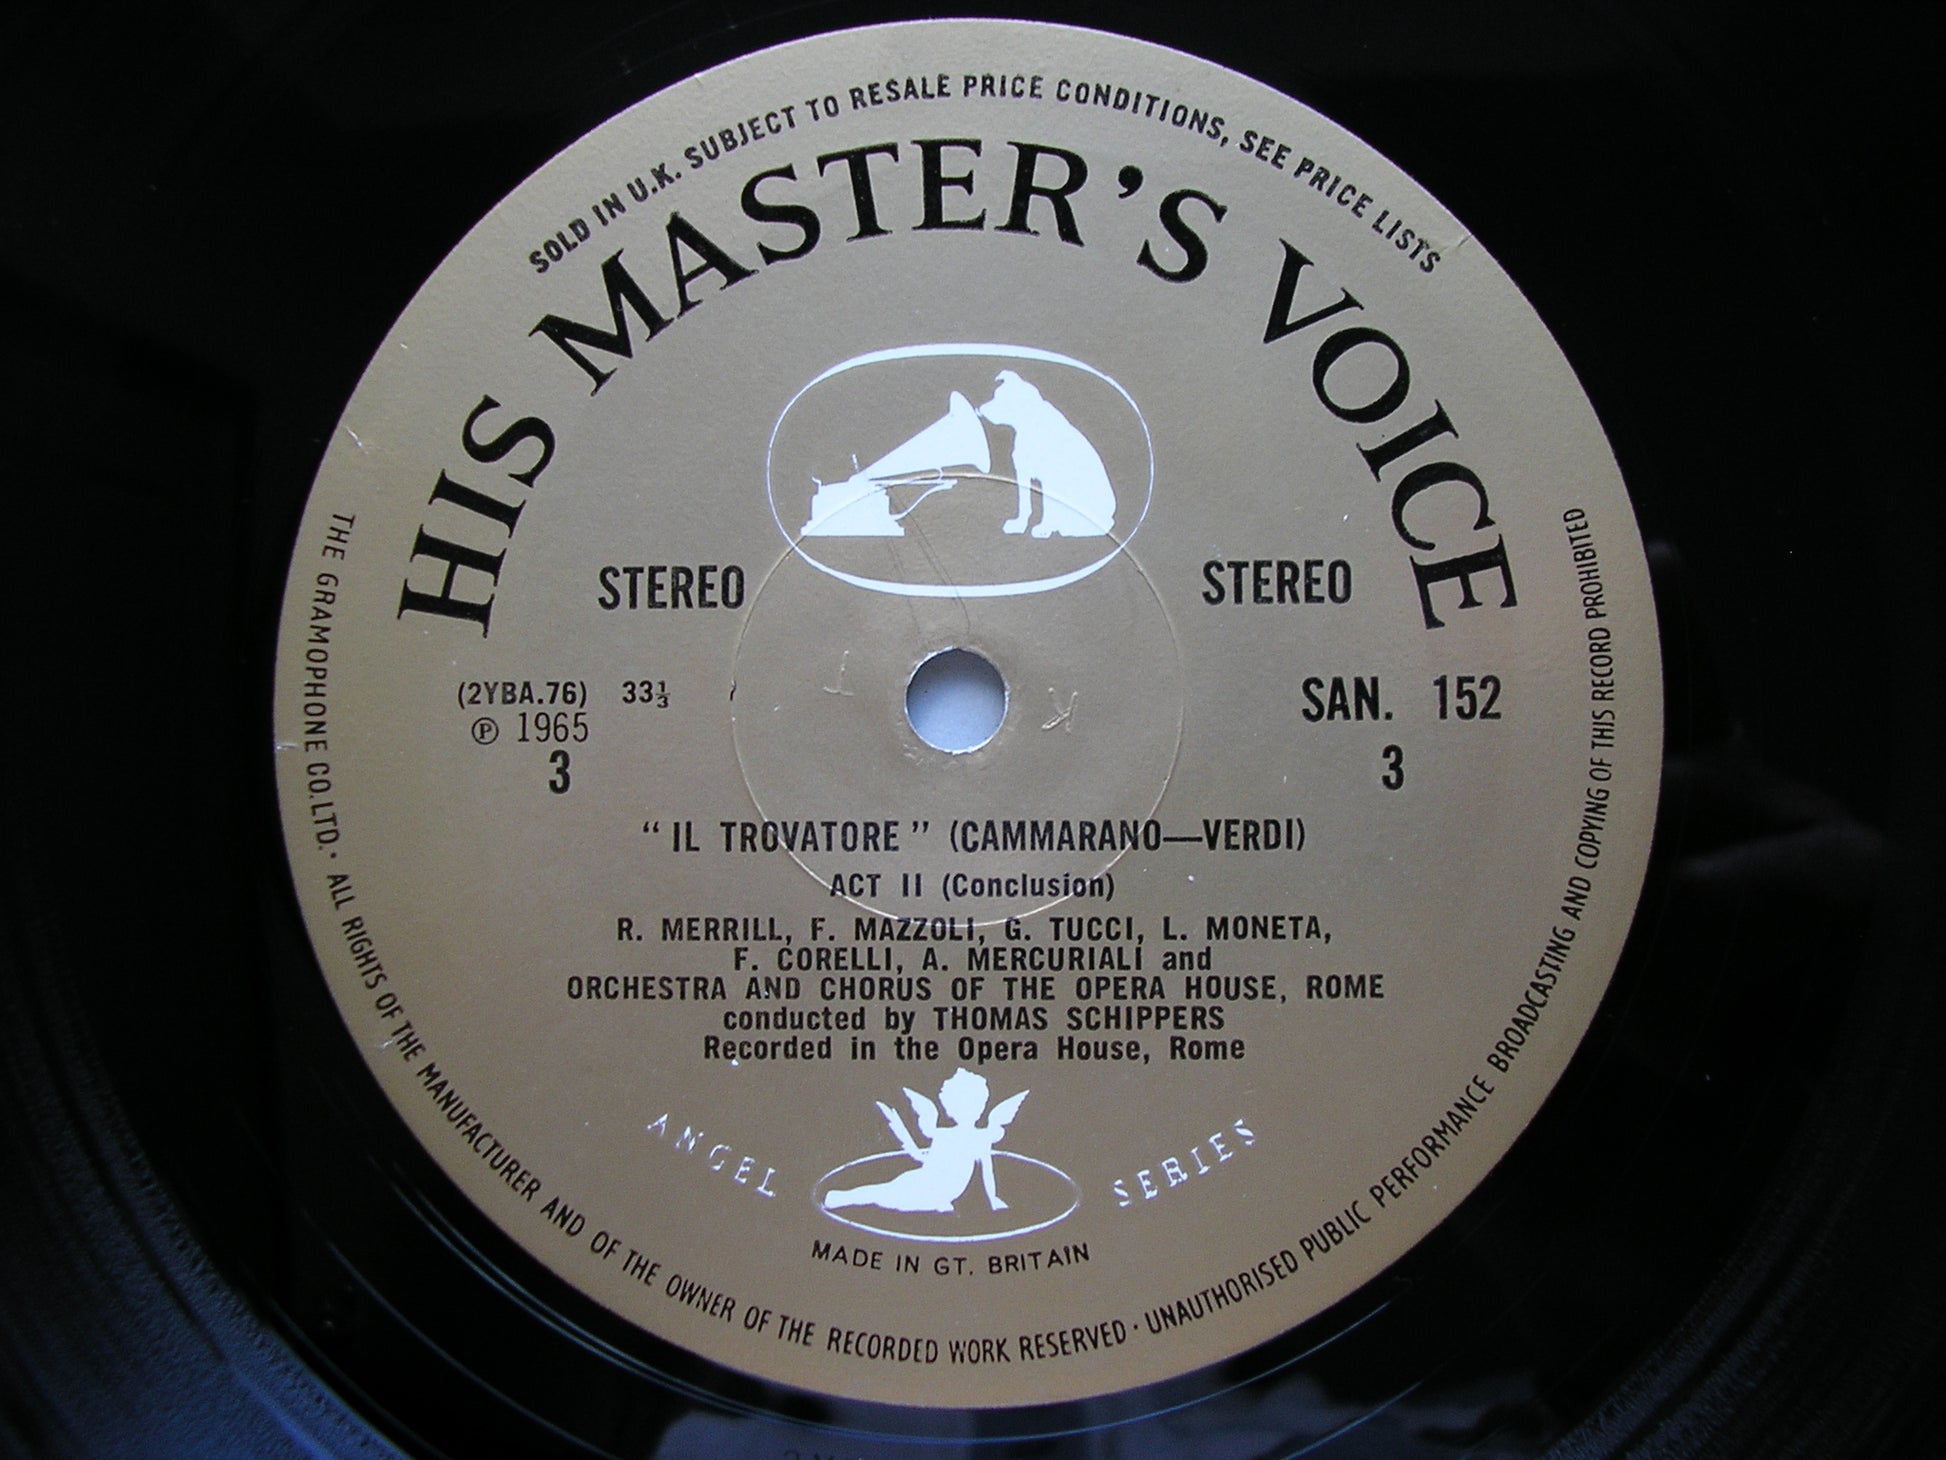 SOLD IN U.K. SUBJECT TO RESALE PRICE CONDITIONS, SEE PRICE LISTS
HIS MASTER'S VOICE
STEREO STEREO
(2YBA.76) 33⅓ SAN. 152
℗ 1965
3 3
"IL TROVATORE" (CAMMARANO—VERDI)
ACT II (Conclusion)
R. MERRILL, F. MAZZOLI, G. TUCCI, L. MONETA,
F. CORELLI, A. MERCURIALI and
ORCHESTRA AND CHORUS OF THE OPERA HOUSE, ROME
conducted by THOMAS SCHIPPERS
Recorded in the Opera House, Rome
ANGEL SERIES
MADE IN GT. BRITAIN
THE GRAMOPHONE CO. LTD. · ALL RIGHTS OF THE MANUFACTURER AND OF THE OWNER OF THE RECORDED WORK RESERVED · UNAUTHORISED PUBLIC PERFORMANCE BROADCASTING AND COPYING OF THIS RECORD PROHIBITED